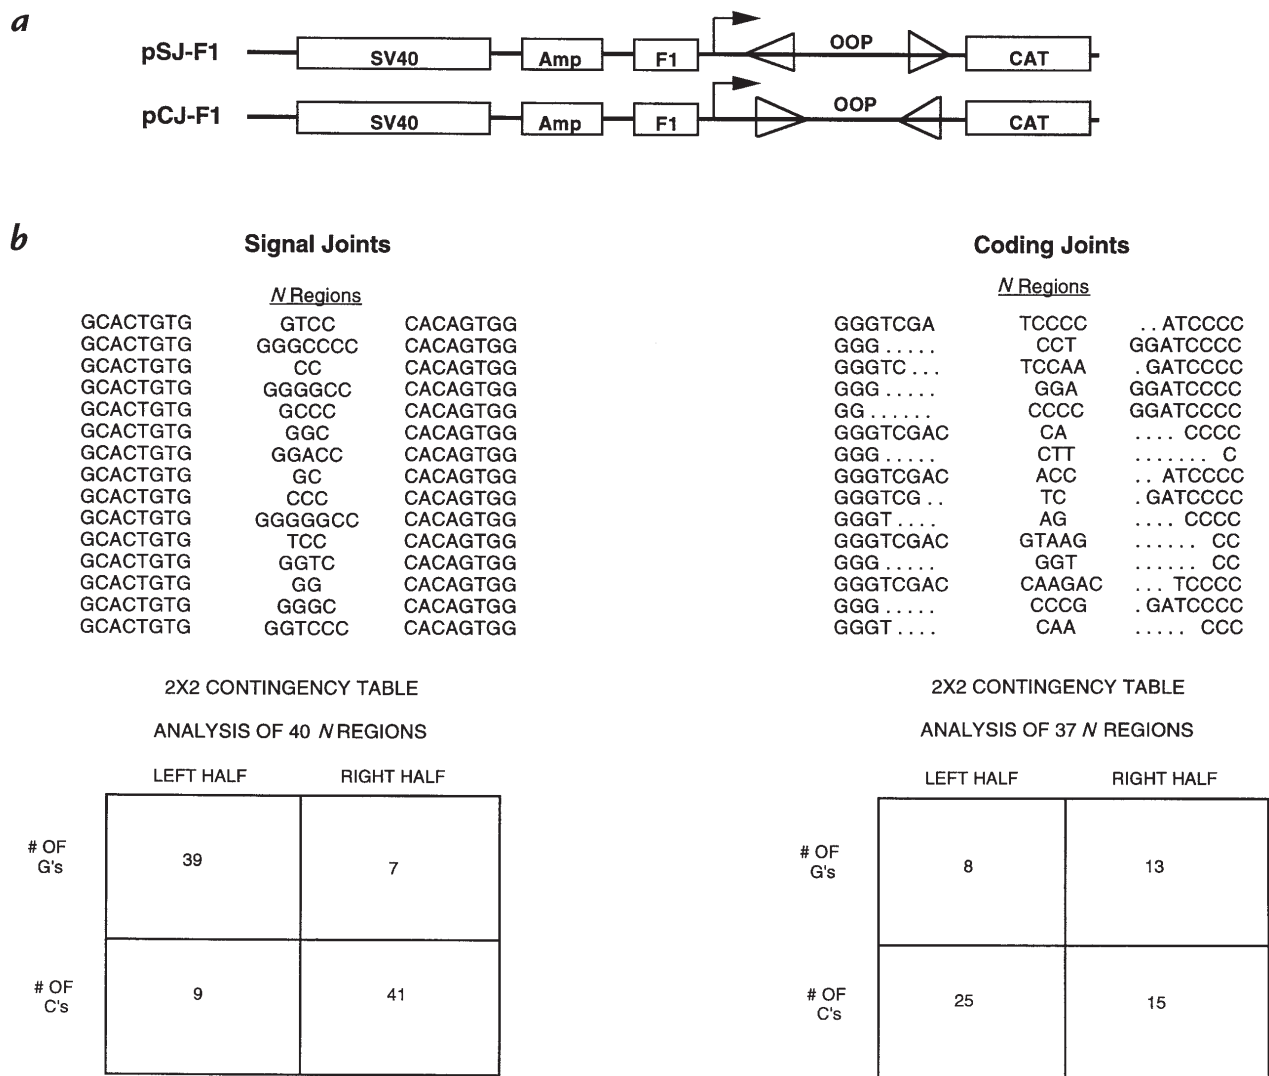 a
pSJ-F1 SV40 Amp F1 OOP CAT
pCJ-F1 SV40 Amp F1 OOP CAT
b
Signal Joints
N Regions
GCACTGTG GTCC CACAGTGG
GCACTGTG GGGCCCC CACAGTGG
GCACTGTG CC CACAGTGG
GCACTGTG GGGGCC CACAGTGG
GCACTGTG GCCC CACAGTGG
GCACTGTG GGC CACAGTGG
GCACTGTG GGACC CACAGTGG
GCACTGTG GC CACAGTGG
GCACTGTG CCC CACAGTGG
GCACTGTG GGGGGCC CACAGTGG
GCACTGTG TCC CACAGTGG
GCACTGTG GGTC CACAGTGG
GCACTGTG GG CACAGTGG
GCACTGTG GGGC CACAGTGG
GCACTGTG GGTCCC CACAGTGG
2X2 CONTINGENCY TABLE
ANALYSIS OF 40 N REGIONS
LEFT HALF RIGHT HALF
# OF G's 39 7
# OF C's 9 41
Coding Joints
N Regions
GGGTCGA TCCCC . . ATCCCC
GGG . . . . . CCT GGATCCCC
GGGTC . . . TCCAA . GATCCCC
GGG . . . . . GGA GGATCCCC
GG . . . . . . CCCC GGATCCCC
GGGTCGAC CA . . . . CCCC
GGG . . . . . CTT . . . . . . . C
GGGTCGAC ACC . . ATCCCC
GGGTCG . . TC . GATCCCC
GGGT . . . . AG . . . . CCCC
GGGTCGAC GTAAG . . . . . . CC
GGG . . . . . GGT . . . . . . CC
GGGTCGAC CAAGAC . . . TCCCC
GGG . . . . . CCCG . GATCCCC
GGGT . . . . CAA . . . . . CCC
2X2 CONTINGENCY TABLE
ANALYSIS OF 37 N REGIONS
LEFT HALF RIGHT HALF
# OF G's 8 13
# OF C's 25 15